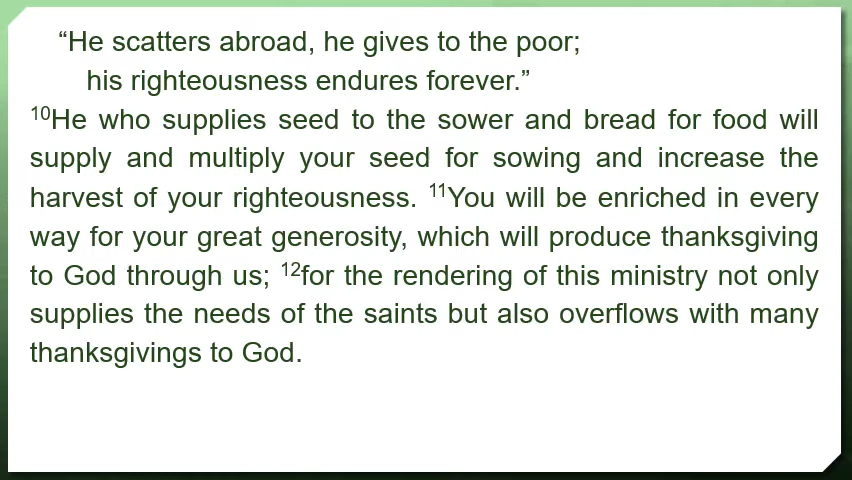 “He scatters abroad, he gives to the poor;
his righteousness endures forever.”
¹⁰He who supplies seed to the sower and bread for food will
supply and multiply your seed for sowing and increase the
harvest of your righteousness. ¹¹You will be enriched in every
way for your great generosity, which will produce thanksgiving
to God through us; ¹²for the rendering of this ministry not only
supplies the needs of the saints but also overflows with many
thanksgivings to God.